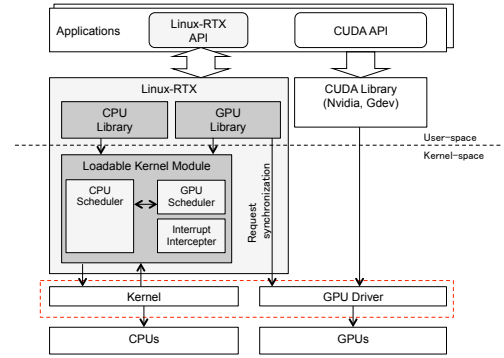 Applications
Linux-RTX
API
CUDA API
Linux-RTX
CPU
Library
GPU
Library
CUDA Library
(Nvidia, Gdev)
User-space
Kernel-space
Loadable Kernel Module
CPU
Scheduler
GPU
Scheduler
Interrupt
Intercepter
Request
synchronization
Kernel
GPU Driver
CPUs
GPUs